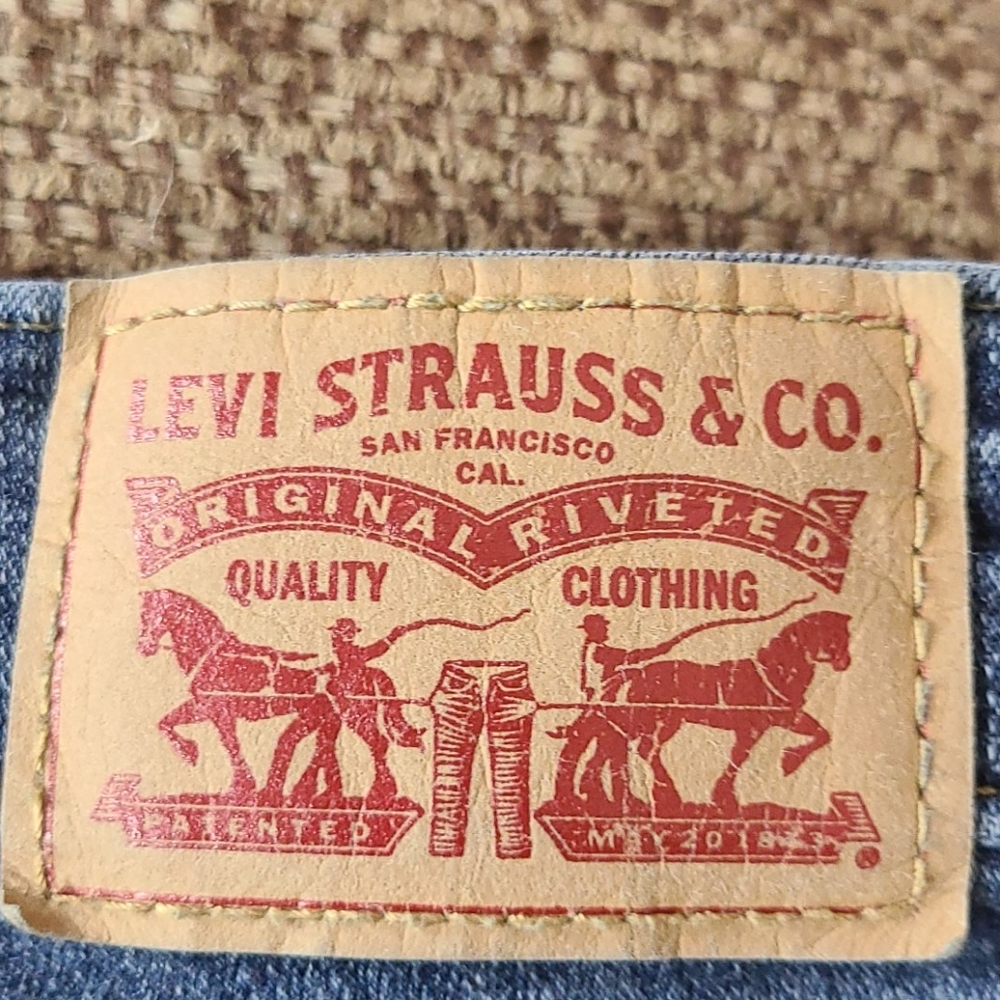 LEVI STRAUSS & CO.
SAN FRANCISCO
CAL.
ORIGINAL RIVETED
QUALITY CLOTHING
PATENTED MAY 20 1873
®